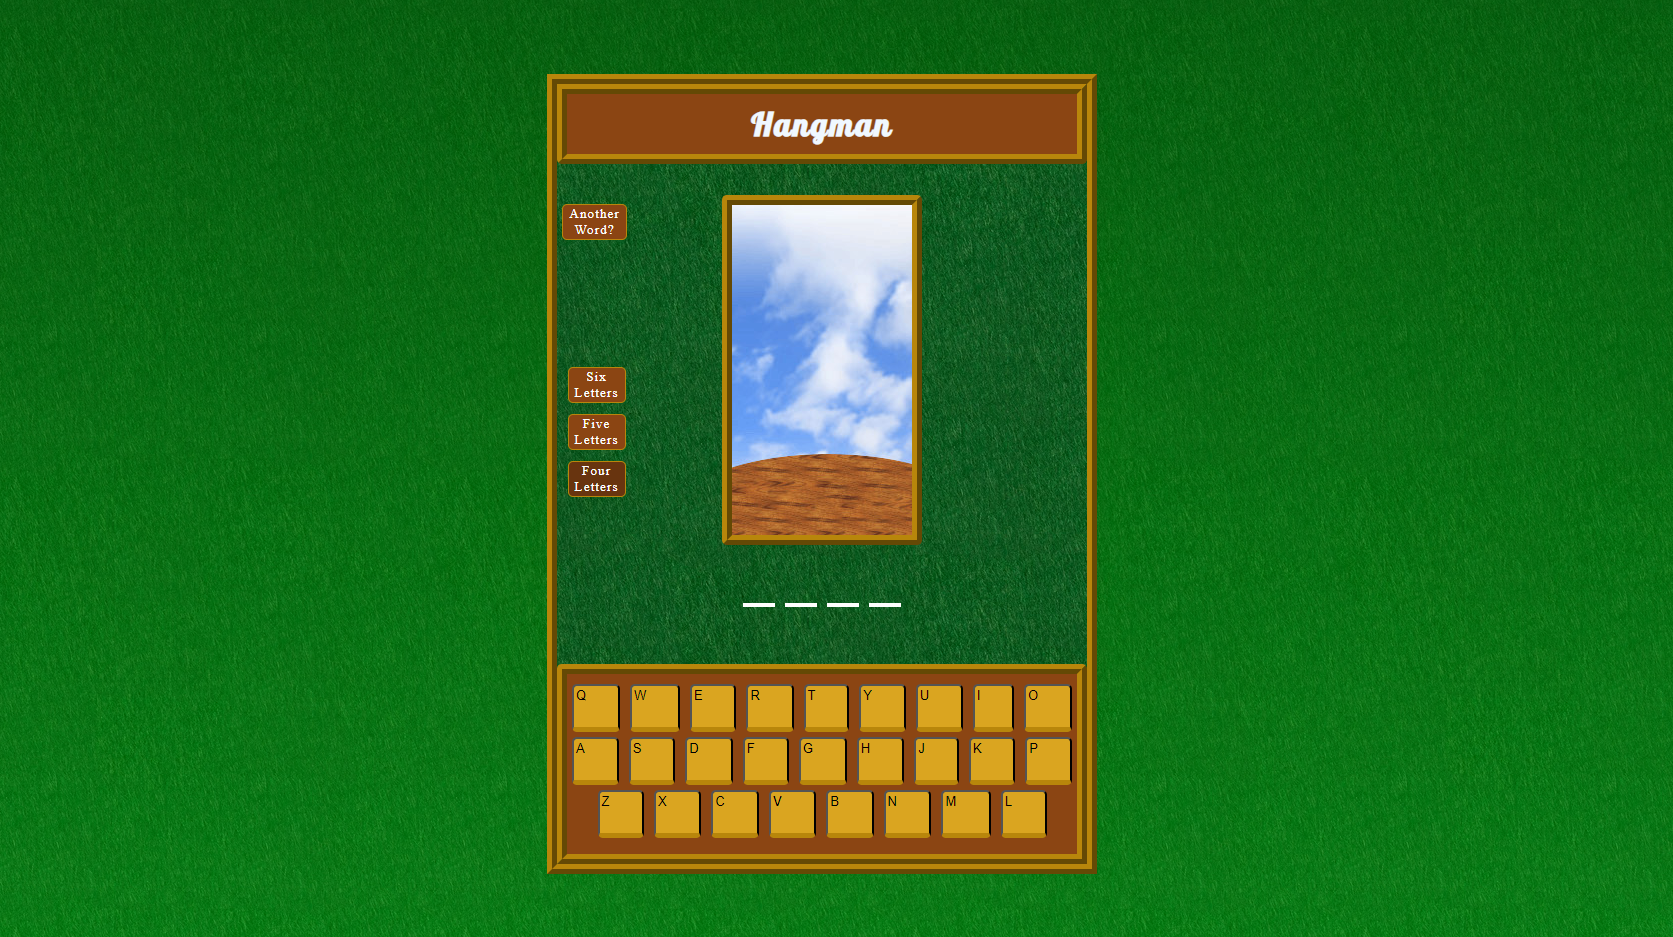 Hangman
Another
Word?
Six
Letters
Five
Letters
Four
Letters
Q W E R T Y U I O
A S D F G H J K P
Z X C V B N M L